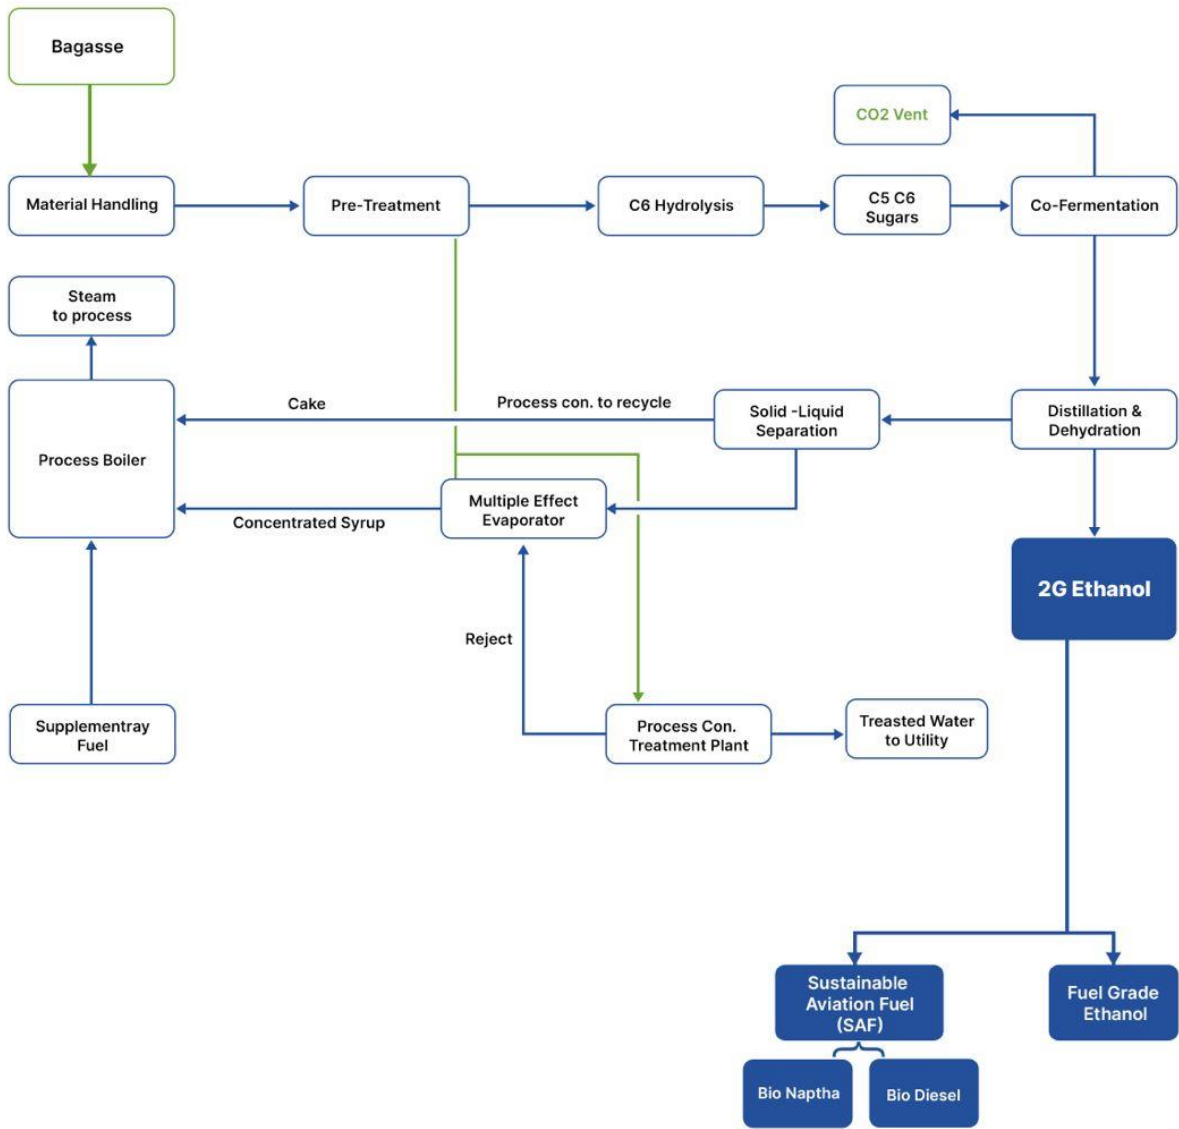 Bagasse
CO2 Vent
Material Handling
Pre-Treatment
C6 Hydrolysis
C5 C6
Sugars
Co-Fermentation
Steam
to process
Cake
Process con. to recycle
Solid -Liquid
Separation
Distillation &
Dehydration
Process Boiler
Multiple Effect
Evaporator
Concentrated Syrup
2G Ethanol
Reject
Supplementray
Fuel
Process Con.
Treatment Plant
Treasted Water
to Utility
Sustainable
Aviation Fuel
(SAF)
Fuel Grade
Ethanol
Bio Naptha
Bio Diesel